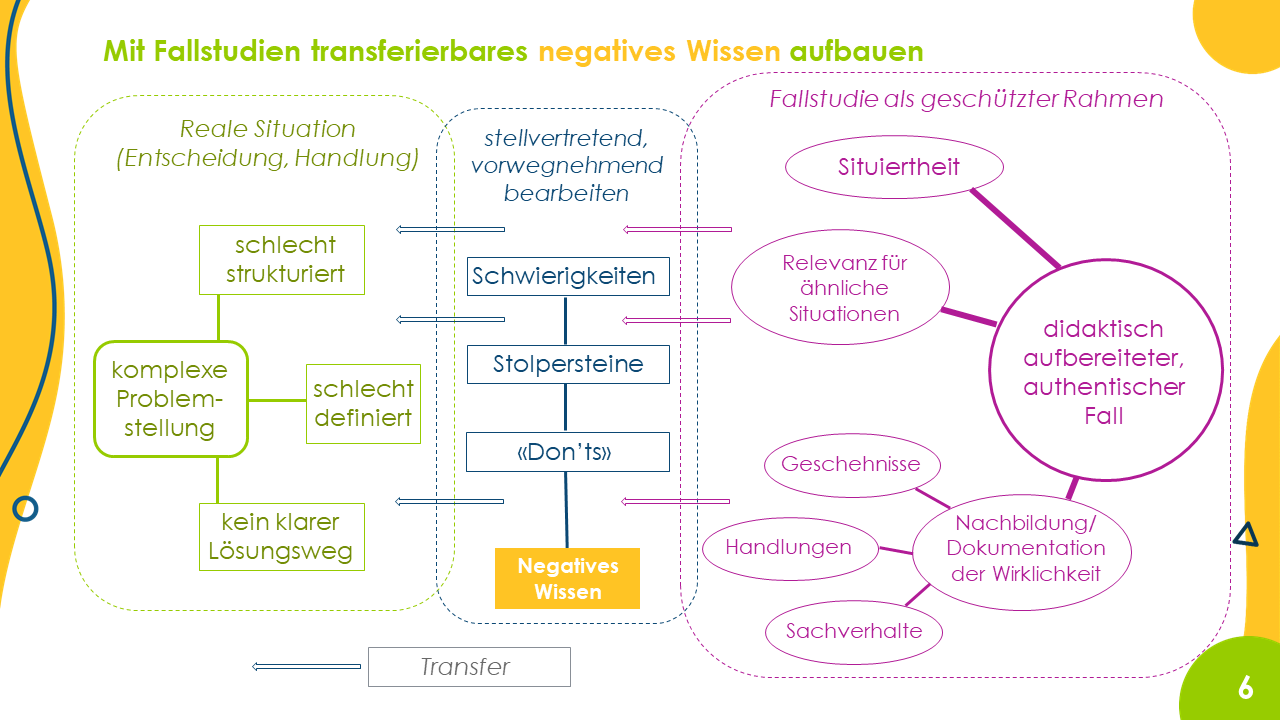 Mit Fallstudien transferierbares negatives Wissen aufbauen
Reale Situation
(Entscheidung, Handlung)
schlecht
strukturiert
komplexe
Problem-
stellung
schlecht
definiert
kein klarer
Lösungsweg
stellvertretend,
vorwegnehmend
bearbeiten
Schwierigkeiten
Stolpersteine
«Don’ts»
Negatives
Wissen
Fallstudie als geschützter Rahmen
Situiertheit
Relevanz für
ähnliche
Situationen
didaktisch
aufbereiteter,
authentischer
Fall
Geschehnisse
Handlungen
Sachverhalte
Nachbildung/
Dokumentation
der Wirklichkeit
Transfer
6